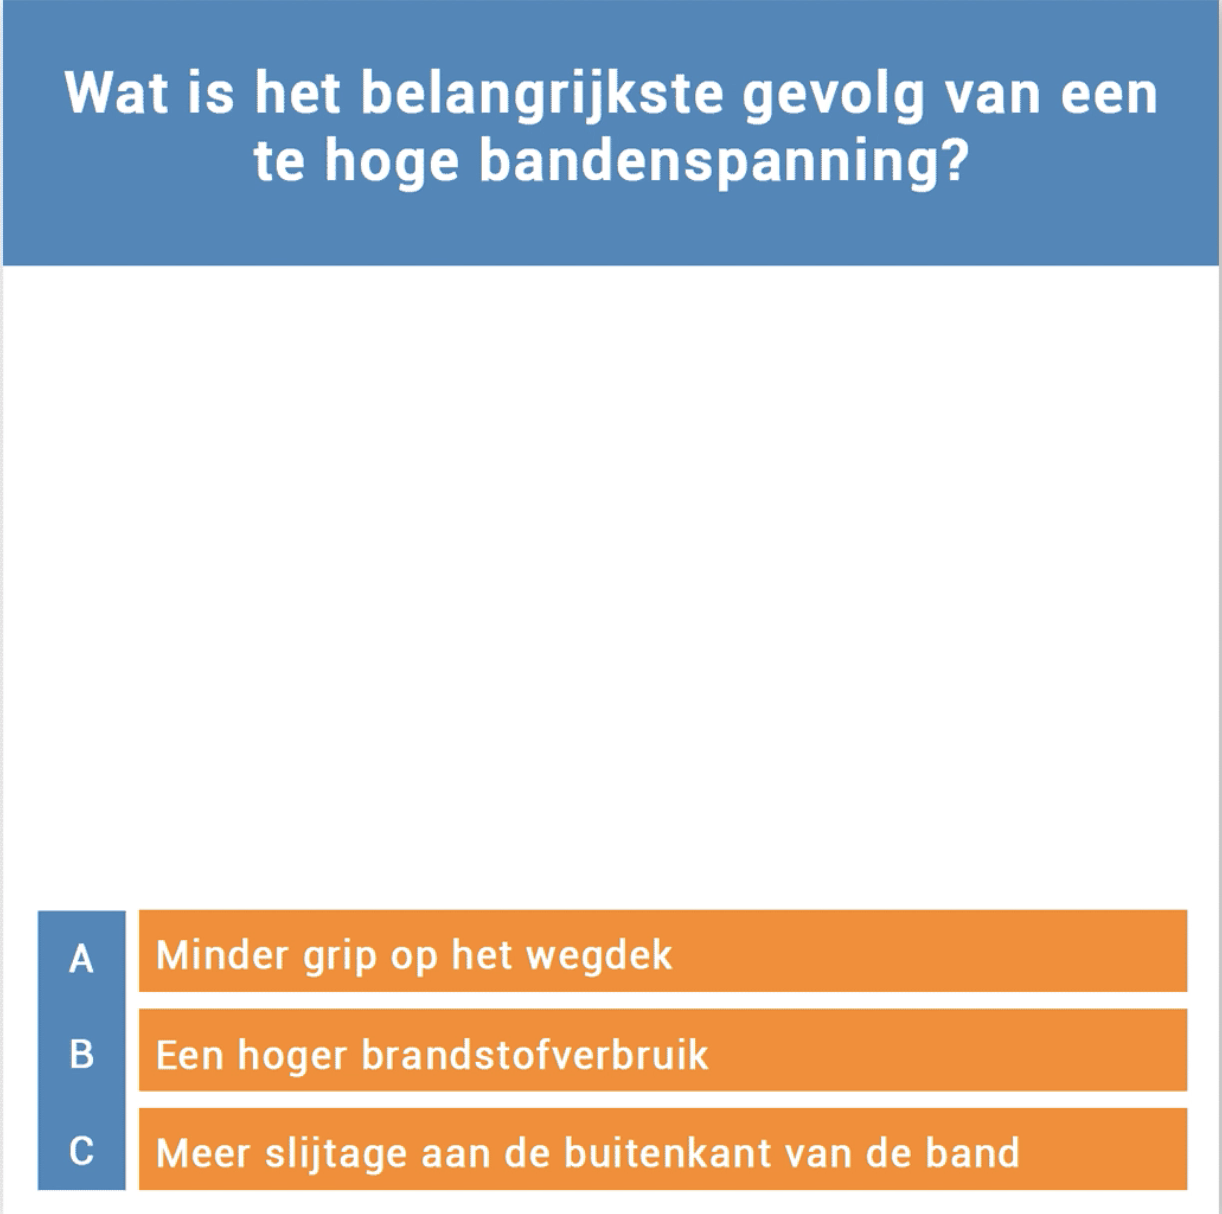 Wat is het belangrijkste gevolg van een
te hoge bandenspanning?
A Minder grip op het wegdek
B Een hoger brandstofverbruik
C Meer slijtage aan de buitenkant van de band